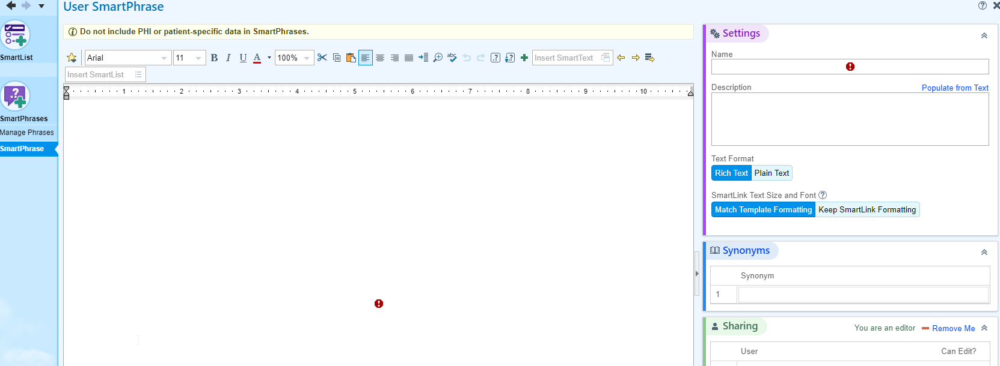 User SmartPhrase
Do not include PHI or patient-specific data in SmartPhrases.
SmartList
SmartPhrases
Manage Phrases
SmartPhrase
Arial 11 B I U A 100% abc Insert SmartText
Insert SmartList
1 2 3 4 5 6 7 8 9 10
Settings
Name
Description Populate from Text
Text Format
Rich Text Plain Text
SmartLink Text Size and Font
Match Template Formatting Keep SmartLink Formatting
Synonyms
Synonym
1
Sharing You are an editor Remove Me
User Can Edit?